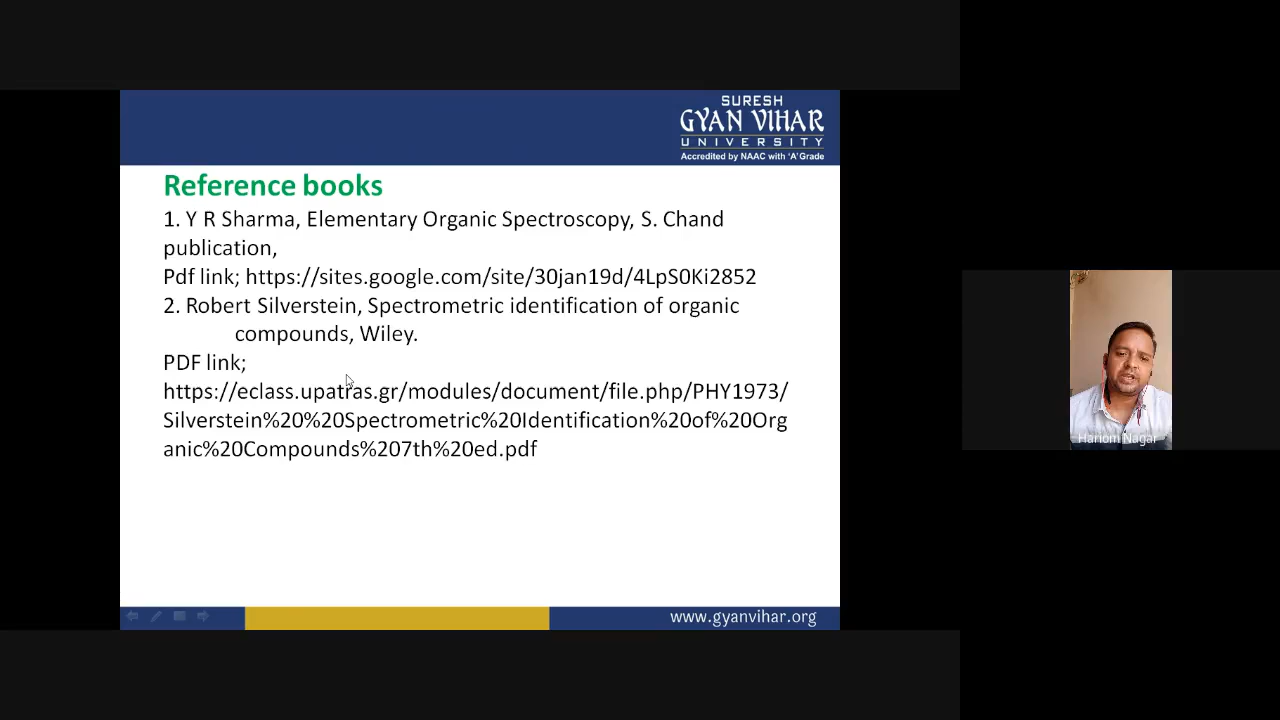 SURESH
GYAN VIHAR
UNIVERSITY
Accredited by NAAC with 'A' Grade
Reference books
1. Y R Sharma, Elementary Organic Spectroscopy, S. Chand
publication,
Pdf link; https://sites.google.com/site/30jan19d/4LpS0Ki2852
2. Robert Silverstein, Spectrometric identification of organic
compounds, Wiley.
PDF link;
https://eclass.upatras.gr/modules/document/file.php/PHY1973/
Silverstein%20%20Spectrometric%20Identification%20of%20Org
anic%20Compounds%207th%20ed.pdf
Hariom Nagar
www.gyanvihar.org